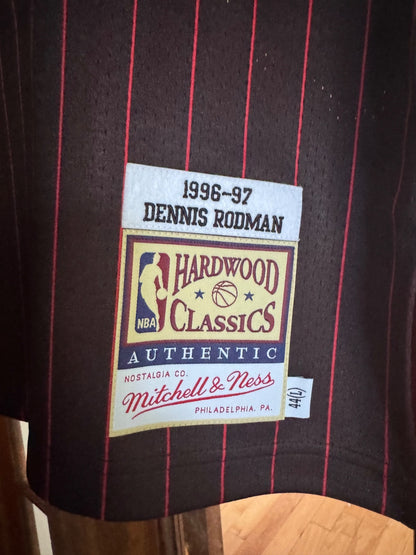 1996-97
DENNIS RODMAN
NBA
HARDWOOD
CLASSICS
AUTHENTIC
NOSTALGIA CO.
Mitchell & Ness
PHILADELPHIA, PA.
44(L)